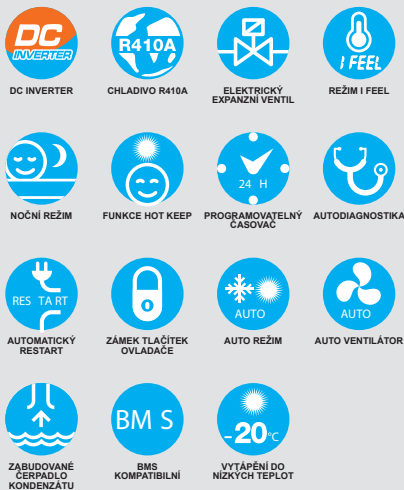 DC
INVERTER
DC INVERTER
R410A
CHLADIVO R410A
ELEKTRICKÝ
EXPANZNÍ VENTIL
I FEEL
REŽIM I FEEL
NOČNÍ REŽIM
FUNKCE HOT KEEP
24 H
PROGRAMOVATELNÝ
ČASOVAČ
AUTODIAGNOSTIKA
RES TA RT
AUTOMATICKÝ
RESTART
0
ZÁMEK TLAČÍTEK
OVLADAČE
AUTO
AUTO REŽIM
AUTO
AUTO VENTILÁTOR
ZABUDOVANÉ
ČERPADLO
KONDENZÁTU
BM S
BMS
KOMPATIBILNÍ
-20°C
VYTÁPĚNÍ DO
NÍZKÝCH TEPLOT